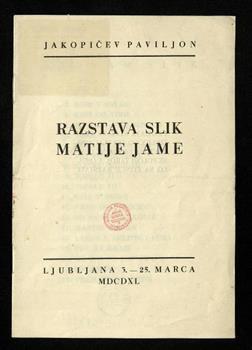 JAKOPIČEV PAVILJON
RAZSTAVA SLIK
MATIJE JAME
LJUBLJANA 3. — 25. MARCA
MDCDXL